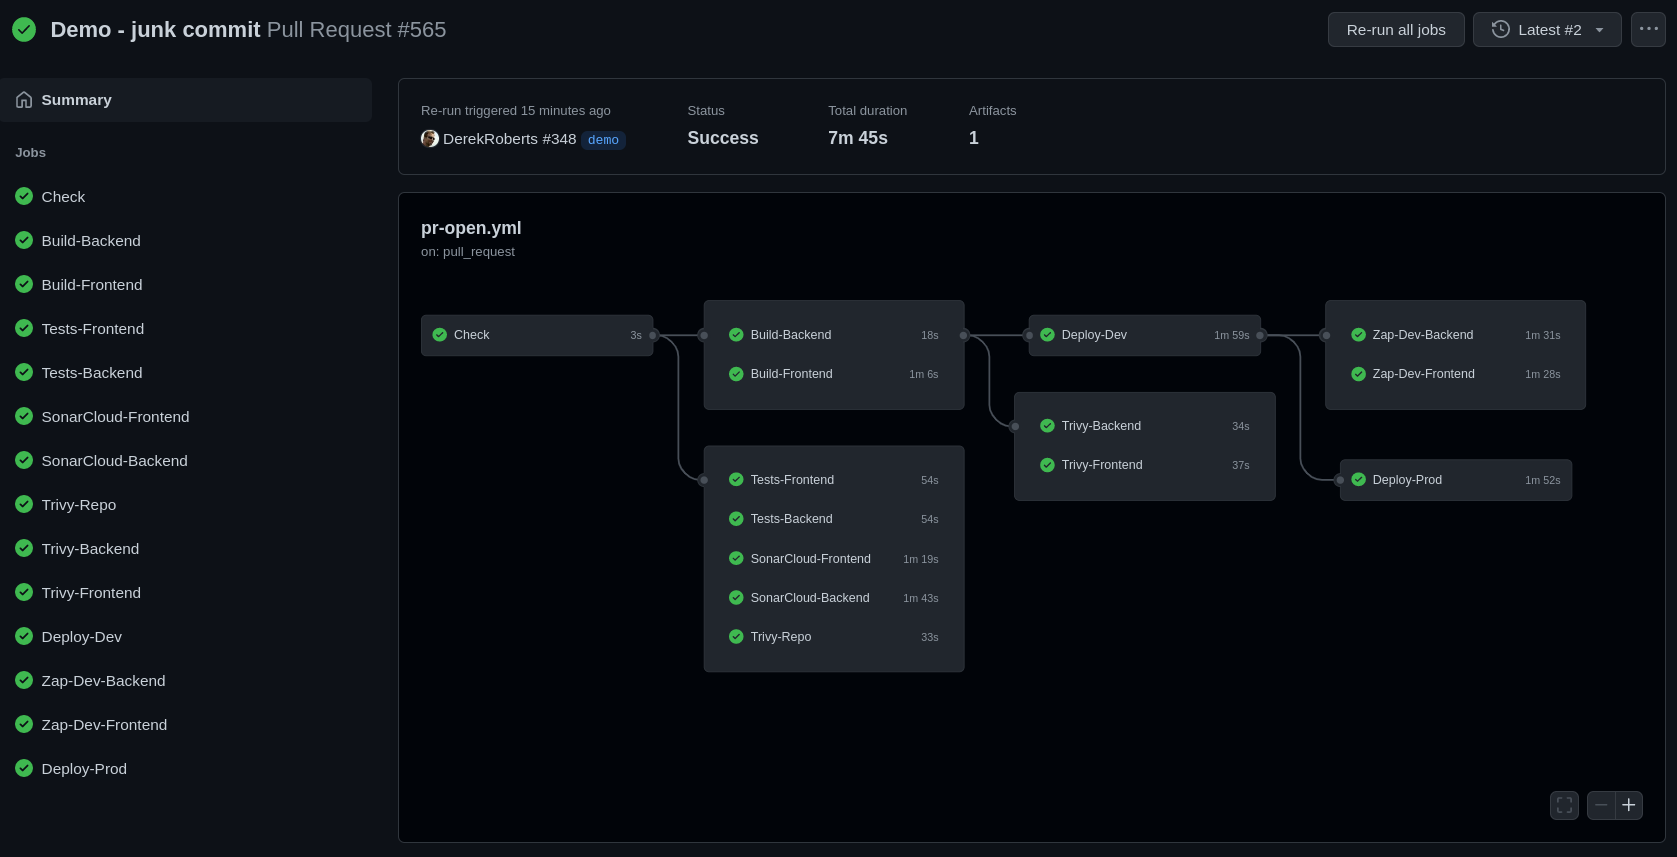 Demo - junk commit Pull Request #565
Re-run all jobs
Latest #2
Summary
Jobs
Check
Build-Backend
Build-Frontend
Tests-Frontend
Tests-Backend
SonarCloud-Frontend
SonarCloud-Backend
Trivy-Repo
Trivy-Backend
Trivy-Frontend
Deploy-Dev
Zap-Dev-Backend
Zap-Dev-Frontend
Deploy-Prod
Re-run triggered 15 minutes ago
DerekRoberts #348 demo
Status
Success
Total duration
7m 45s
Artifacts
1
pr-open.yml
on: pull_request
Check 3s
Build-Backend 18s
Build-Frontend 1m 6s
Tests-Frontend 54s
Tests-Backend 54s
SonarCloud-Frontend 1m 19s
SonarCloud-Backend 1m 43s
Trivy-Repo 33s
Deploy-Dev 1m 59s
Trivy-Backend 34s
Trivy-Frontend 37s
Zap-Dev-Backend 1m 31s
Zap-Dev-Frontend 1m 28s
Deploy-Prod 1m 52s